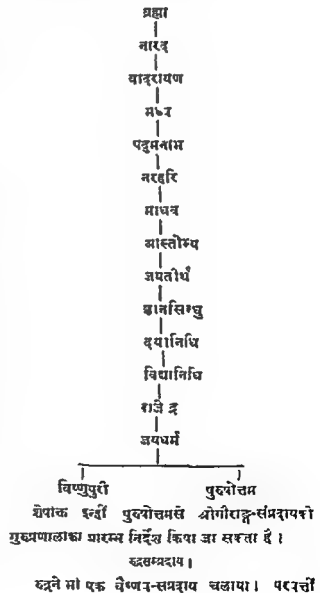 ब्रह्मा
नारद
बादरायण
मध्व
पद्मनाभ
नरहरि
माधव
अक्षोभ्य
जयतीर्थ
ज्ञानसिन्धु
दयानिधि
विद्यानिधि
राजेन्द्र
जयधर्म
विष्णुपुरी पुरुषोत्तम
शेषोक्त इन्हीं पुरुषोत्तमसे श्रीगौराङ्ग-संप्रदायकी
गुरुप्रणालीका प्रारम्भ निर्देश किया जा सकता है।
रुद्रसम्प्रदाय।
रुद्रने भी एक वैष्णव-सम्प्रदाय चलाया। परवर्त्ती